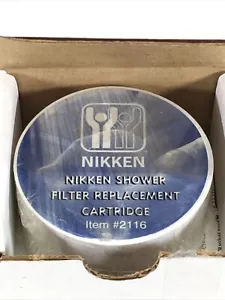 NIKKEN
NIKKEN SHOWER
FILTER REPLACEMENT
CARTRIDGE
Item #2116